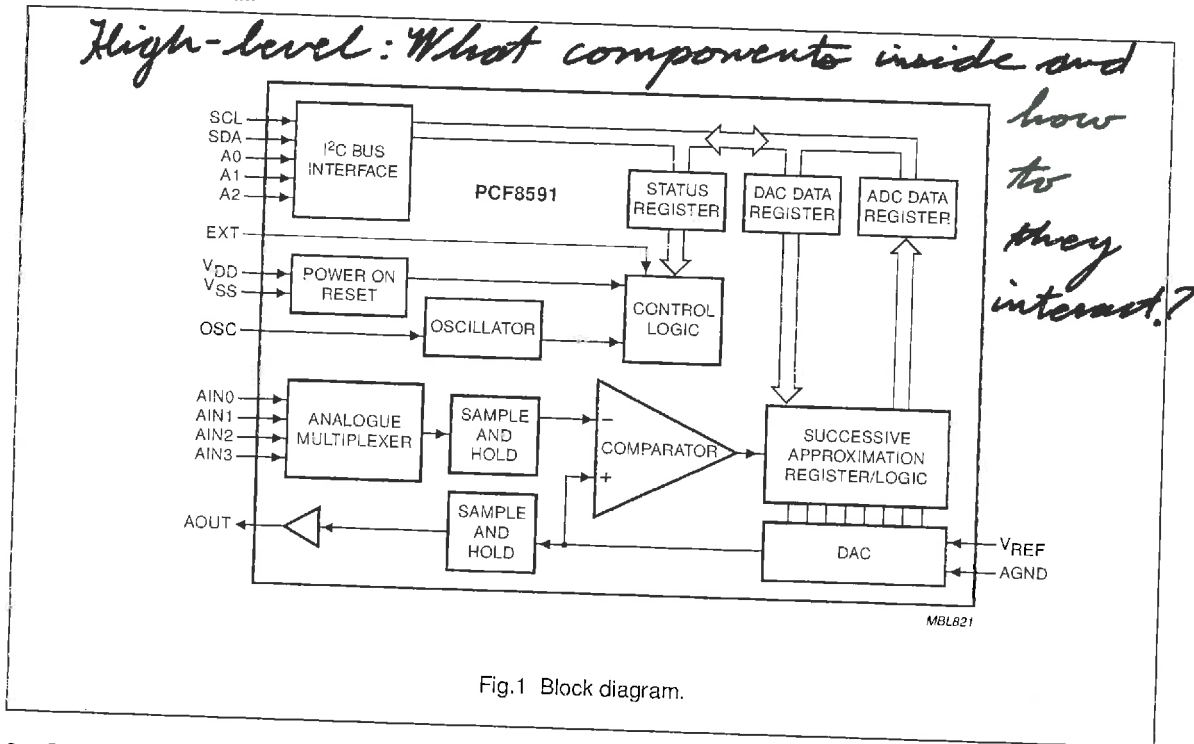 High-level: What components inside and
how
to
they
interact?
SCL
SDA
A0
A1
A2
I²C BUS
INTERFACE
PCF8591
STATUS
REGISTER
DAC DATA
REGISTER
ADC DATA
REGISTER
EXT
VDD
VSS
POWER ON
RESET
CONTROL
LOGIC
OSC
OSCILLATOR
AIN0
AIN1
AIN2
AIN3
ANALOGUE
MULTIPLEXER
SAMPLE
AND
HOLD
COMPARATOR
−
+
SUCCESSIVE
APPROXIMATION
REGISTER/LOGIC
AOUT
SAMPLE
AND
HOLD
DAC
VREF
AGND
MBL821
Fig.1 Block diagram.